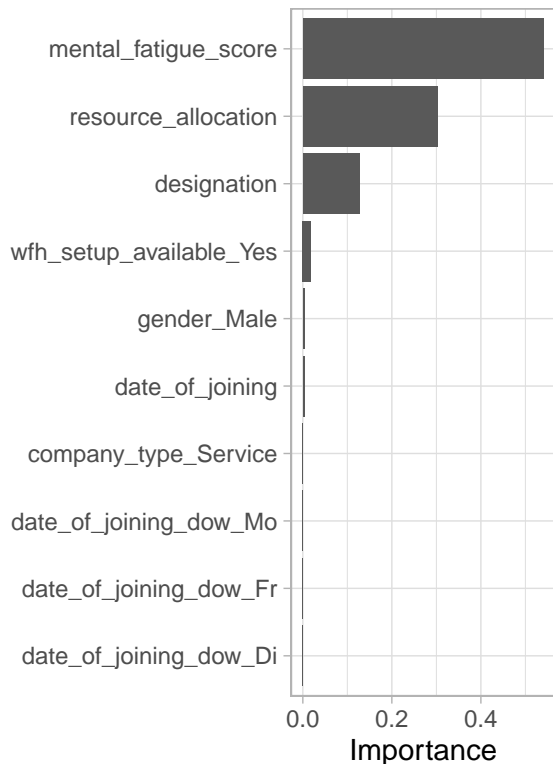 mental_fatigue_score
resource_allocation
designation
wfh_setup_available_Yes
gender_Male
date_of_joining
company_type_Service
date_of_joining_dow_Mo
date_of_joining_dow_Fr
date_of_joining_dow_Di
0.0 0.2 0.4
Importance